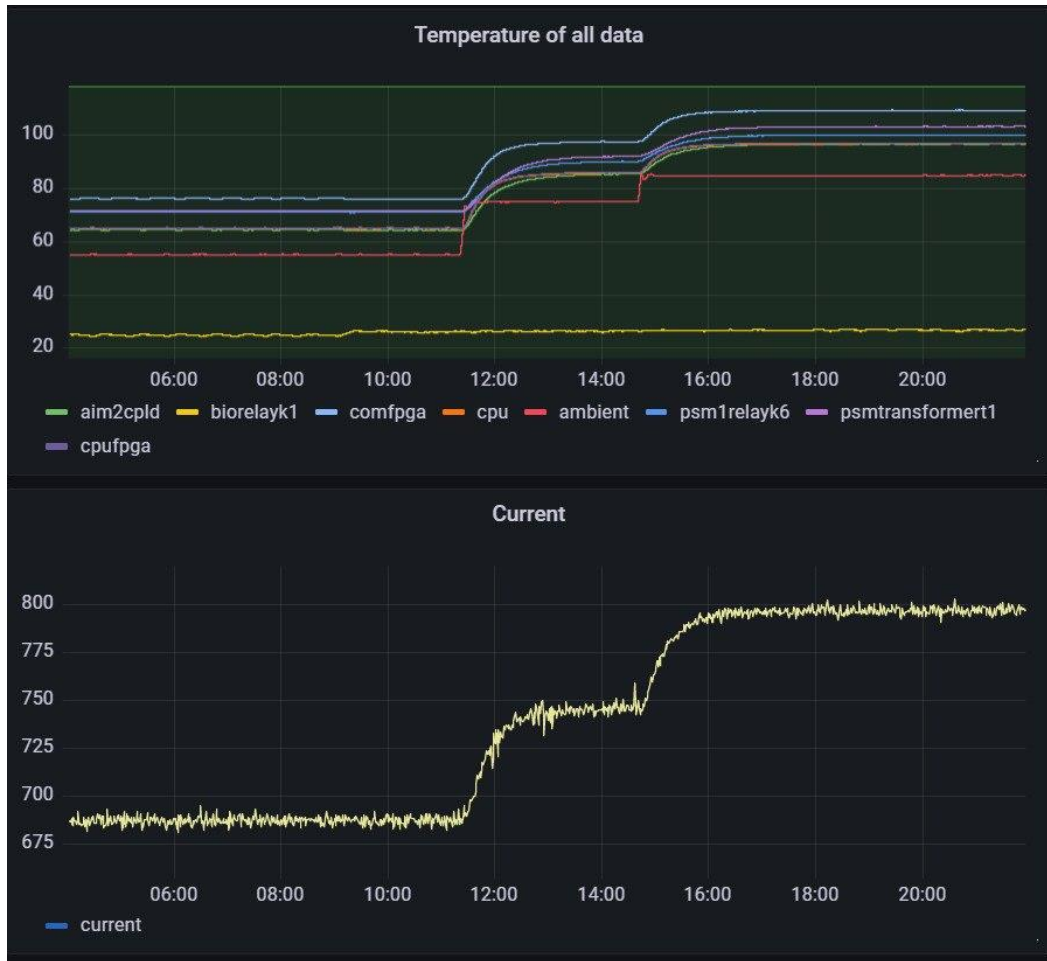 Temperature of all data
100
80
60
40
20
06:00 08:00 10:00 12:00 14:00 16:00 18:00 20:00
aim2cpld biorelayk1 comfpga cpu ambient psm1relayk6 psmtransformert1
cpufpga
Current
800
775
750
725
700
675
06:00 08:00 10:00 12:00 14:00 16:00 18:00 20:00
current